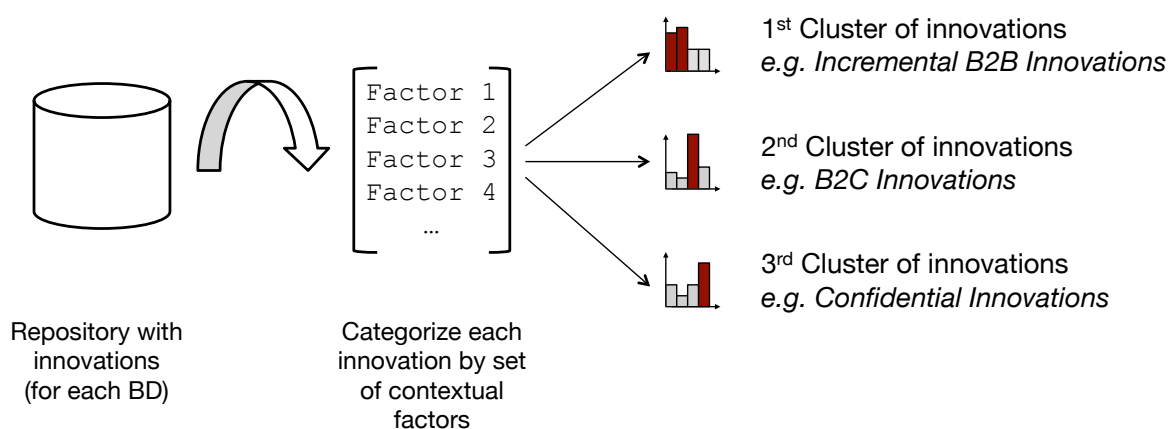 Repository with
innovations
(for each BD)
Factor 1
Factor 2
Factor 3
Factor 4
…
Categorize each
innovation by set
of contextual
factors
1st Cluster of innovations
e.g. Incremental B2B Innovations
2nd Cluster of innovations
e.g. B2C Innovations
3rd Cluster of innovations
e.g. Confidential Innovations